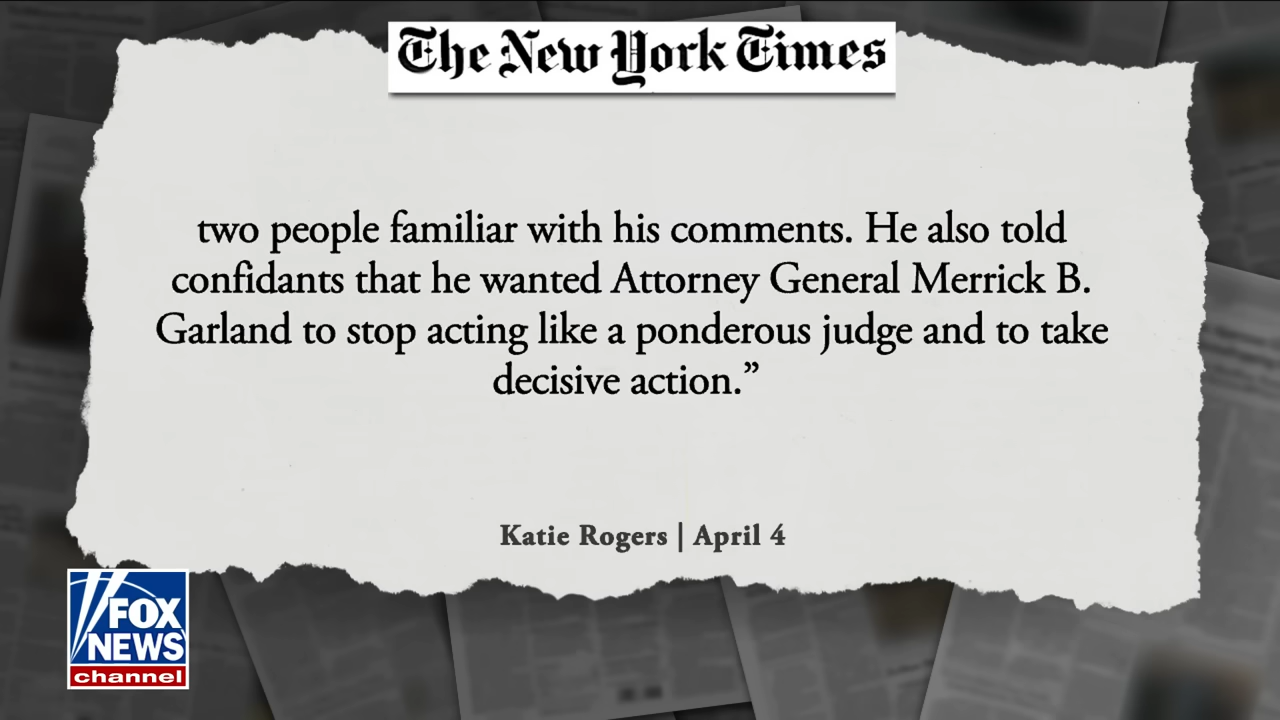 The New York Times
two people familiar with his comments. He also told
confidants that he wanted Attorney General Merrick B.
Garland to stop acting like a ponderous judge and to take
decisive action.”
Katie Rogers | April 4
FOX
NEWS
channel